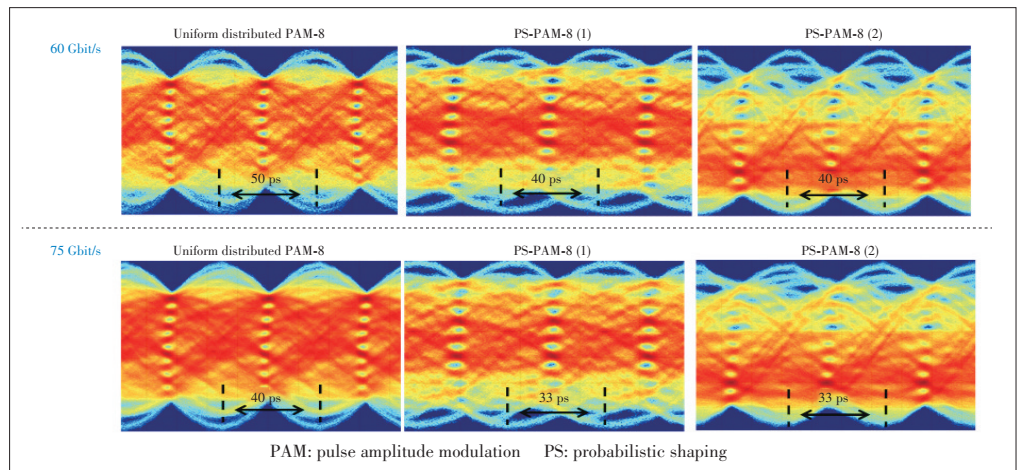 60 Gbit/s
Uniform distributed PAM-8
PS-PAM-8 (1)
PS-PAM-8 (2)
50 ps
40 ps
40 ps
75 Gbit/s
Uniform distributed PAM-8
PS-PAM-8 (1)
PS-PAM-8 (2)
40 ps
33 ps
33 ps
PAM: pulse amplitude modulation PS: probabilistic shaping